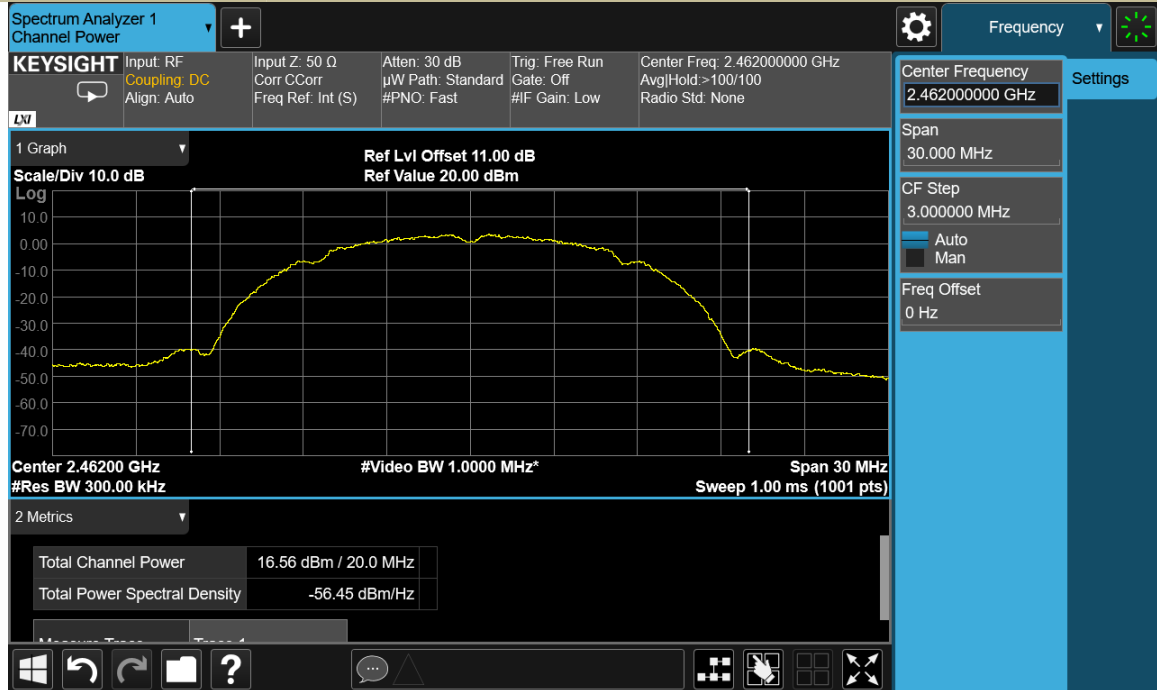 Spectrum Analyzer 1
Channel Power
Frequency
KEYSIGHT
LXI
Input: RF
Coupling: DC
Align: Auto
Input Z: 50 Ω
Corr CCorr
Freq Ref: Int (S)
Atten: 30 dB
µW Path: Standard
#PNO: Fast
Trig: Free Run
Gate: Off
#IF Gain: Low
Center Freq: 2.462000000 GHz
Avg|Hold:>100/100
Radio Std: None
Center Frequency
2.462000000 GHz
Settings
Span
30.000 MHz
CF Step
3.000000 MHz
Auto
Man
Freq Offset
0 Hz
1 Graph
Scale/Div 10.0 dB
Ref Lvl Offset 11.00 dB
Ref Value 20.00 dBm
Log
10.0
0.00
-10.0
-20.0
-30.0
-40.0
-50.0
-60.0
-70.0
Center 2.46200 GHz
#Video BW 1.0000 MHz*
Span 30 MHz
#Res BW 300.00 kHz
Sweep 1.00 ms (1001 pts)
2 Metrics
Total Channel Power 16.56 dBm / 20.0 MHz
Total Power Spectral Density -56.45 dBm/Hz